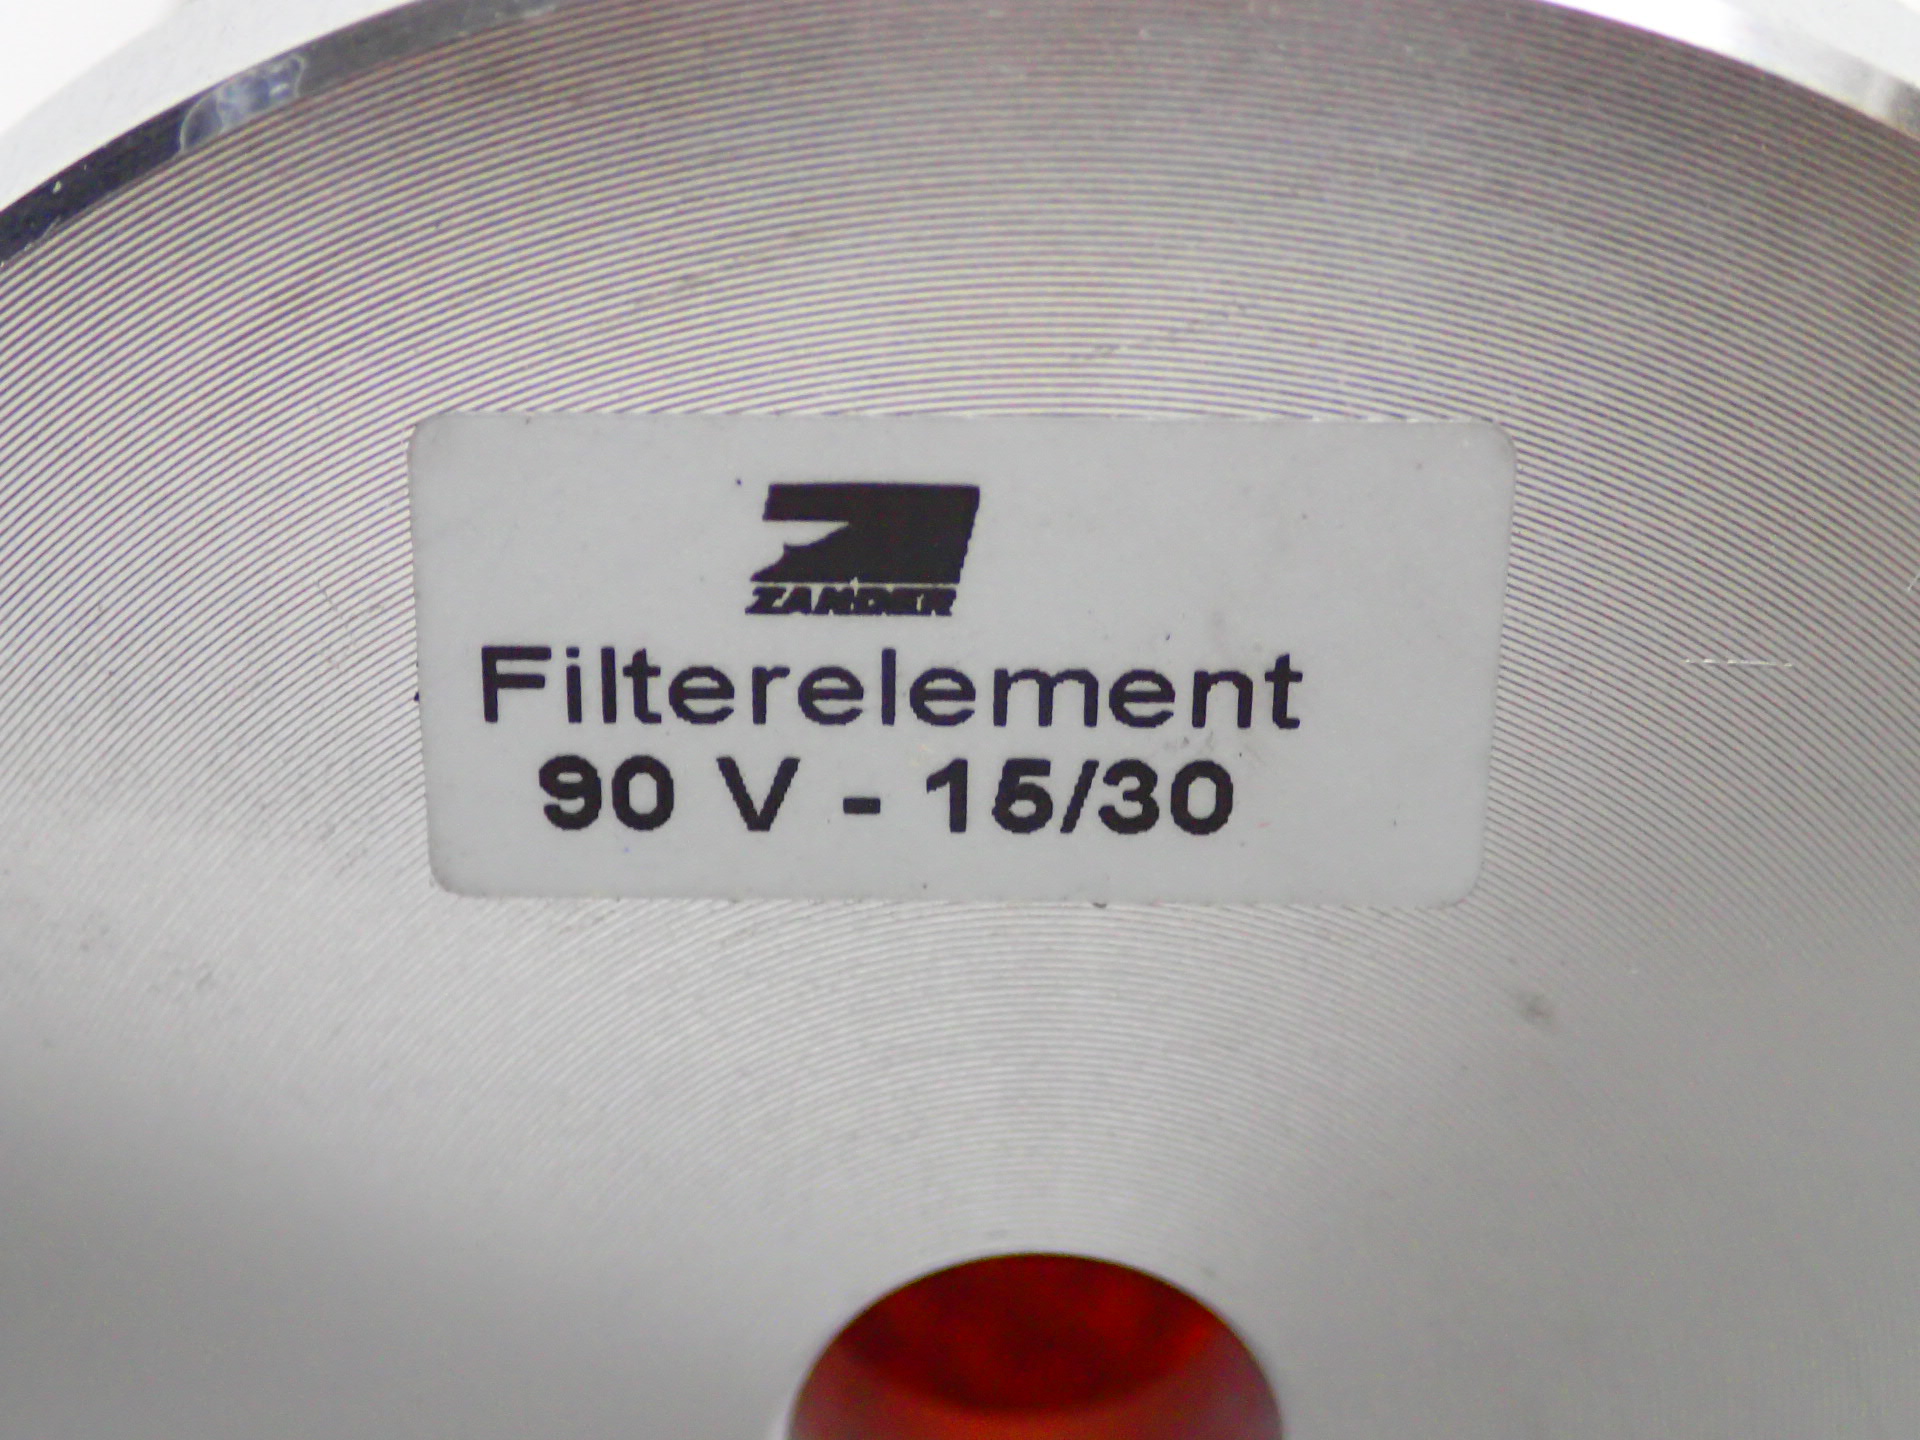 ZANDER
Filterelement
90 V - 15/30